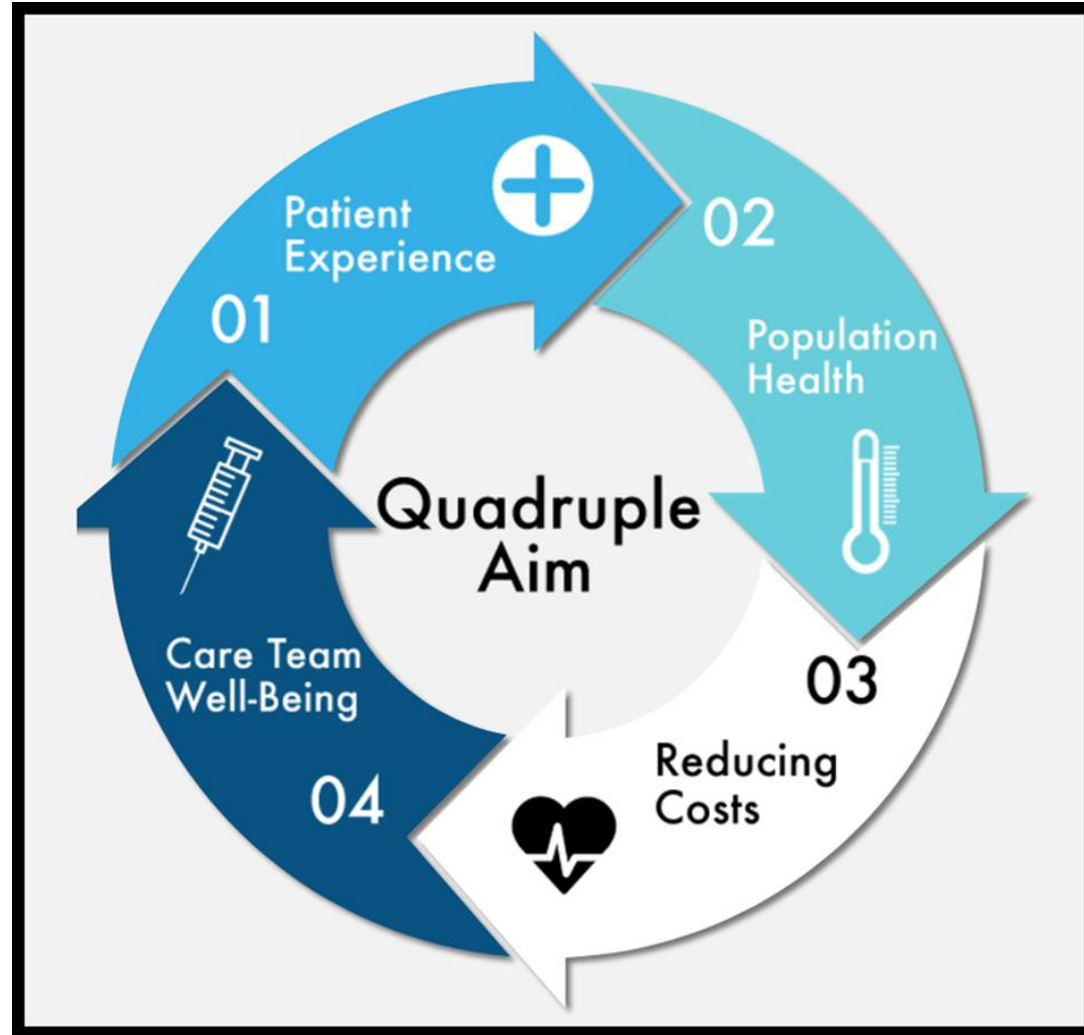 01
Patient
Experience
02
Population
Health
Quadruple
Aim
03
Reducing
Costs
04
Care Team
Well-Being